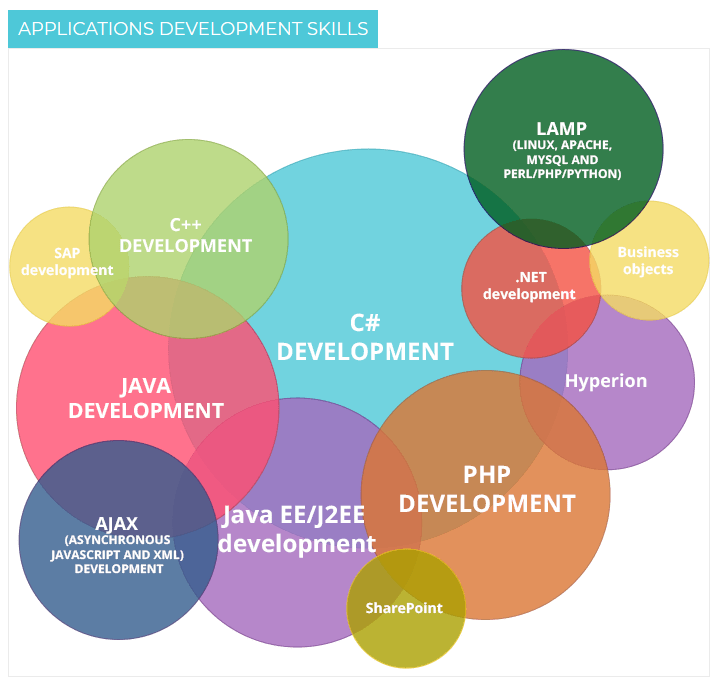 APPLICATIONS DEVELOPMENT SKILLS
LAMP
(LINUX, APACHE,
MYSQL AND
PERL/PHP/PYTHON)
C++
DEVELOPMENT
SAP
development
Business
objects
.NET
development
C#
DEVELOPMENT
Hyperion
JAVA
DEVELOPMENT
PHP
DEVELOPMENT
Java EE/J2EE
development
AJAX
(ASYNCHRONOUS
JAVASCRIPT AND XML)
DEVELOPMENT
SharePoint